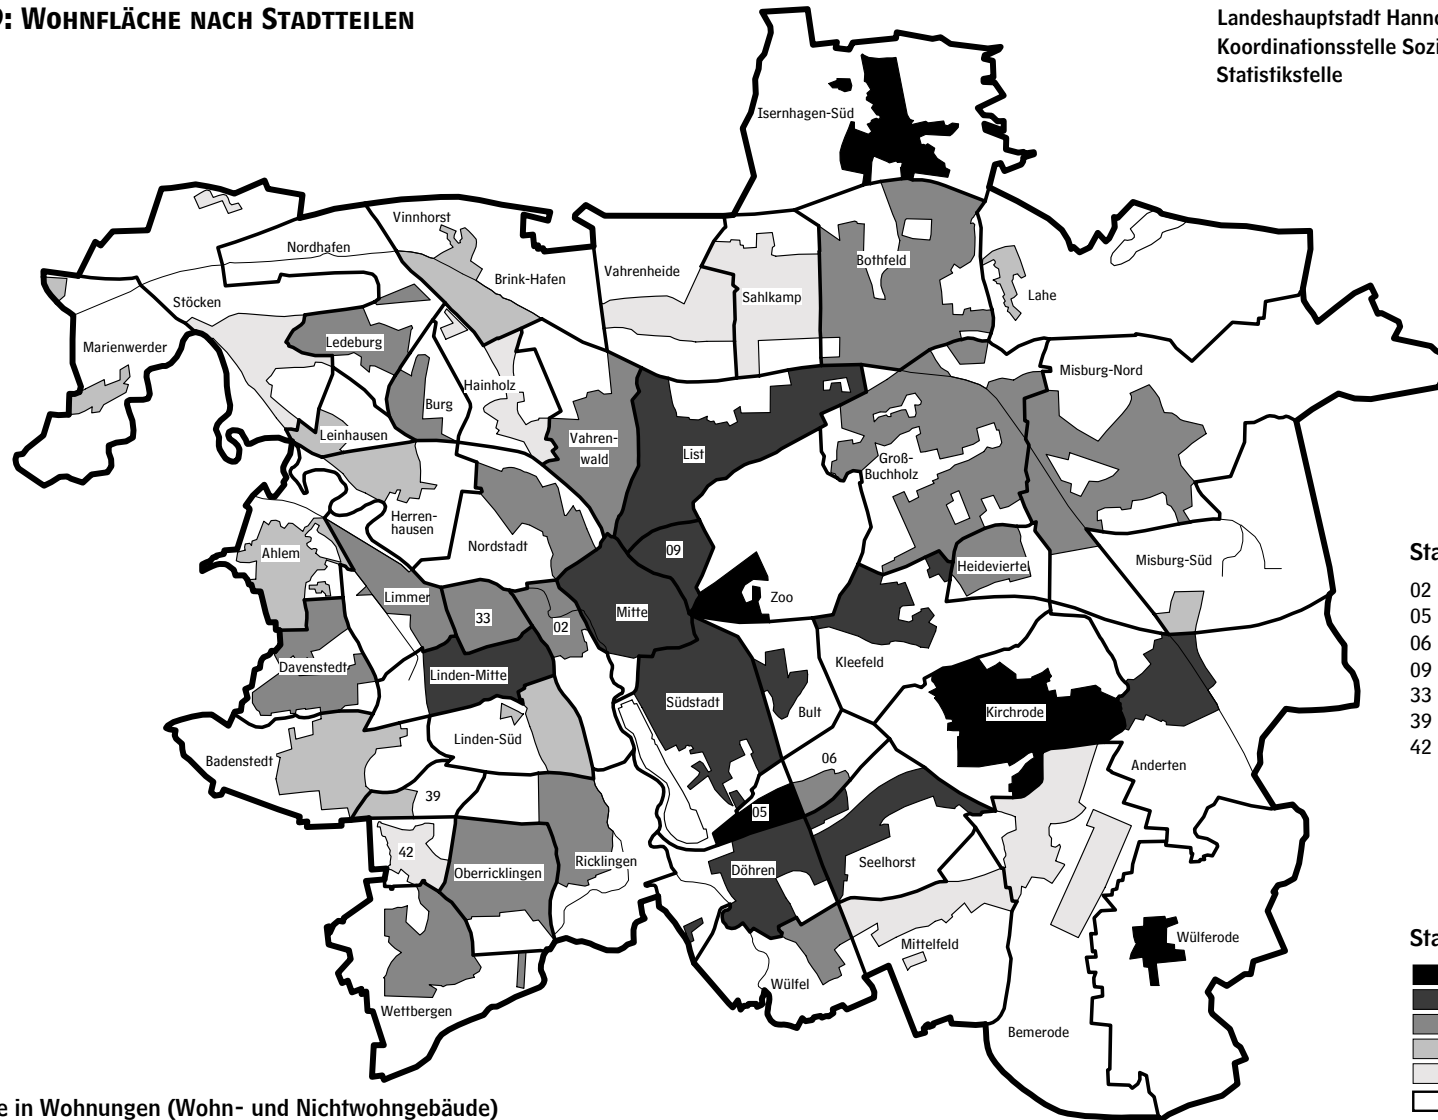 9: WOHNFLÄCHE NACH STADTTEILEN
Landeshauptstadt Hanno
Koordinationsstelle Sozi
Statistikstelle
Isernhagen-Süd
Vinnhorst
Nordhafen
Brink-Hafen
Vahrenheide
Bothfeld
Sahlkamp
Lahe
Stöcken
Marienwerder
Ledeburg
Burg
Hainholz
Misburg-Nord
Leinhausen
Vahren-
wald
List
Groß-
Buchholz
Herren-
hausen
Nordstadt
Ahlem
09
Heideviertel
Misburg-Süd
Sta
02
05
06
09
33
39
42
Limmer
33
02
Mitte
Zoo
Davenstedt
Linden-Mitte
Kleefeld
Südstadt
Bult
Kirchrode
Linden-Süd
Badenstedt
06
Anderten
39
05
42
Oberricklingen
Ricklingen
Döhren
Seelhorst
Mittelfeld
Wülferode
Sta
Wülfel
Wettbergen
Bemerode
e in Wohnungen (Wohn- und Nichtwohngebäude)